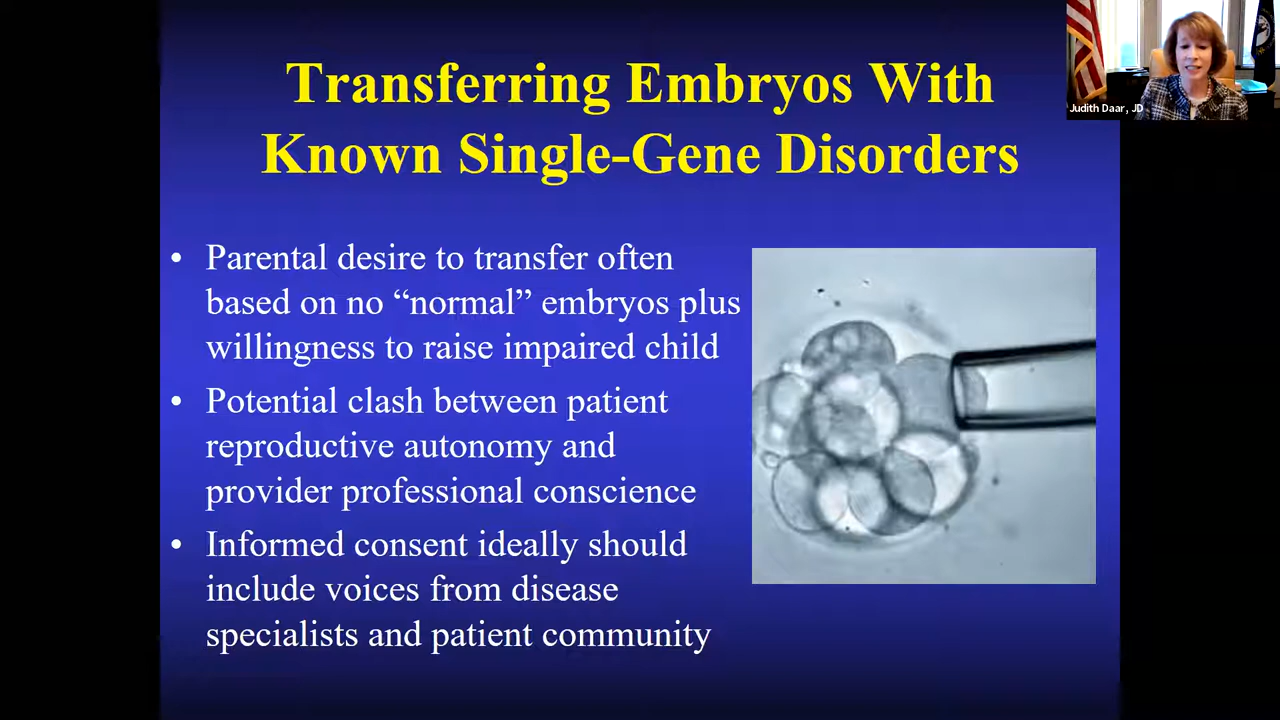 Judith Daar, JD
Transferring Embryos With
Known Single-Gene Disorders
• Parental desire to transfer often
based on no “normal” embryos plus
willingness to raise impaired child
• Potential clash between patient
reproductive autonomy and
provider professional conscience
• Informed consent ideally should
include voices from disease
specialists and patient community